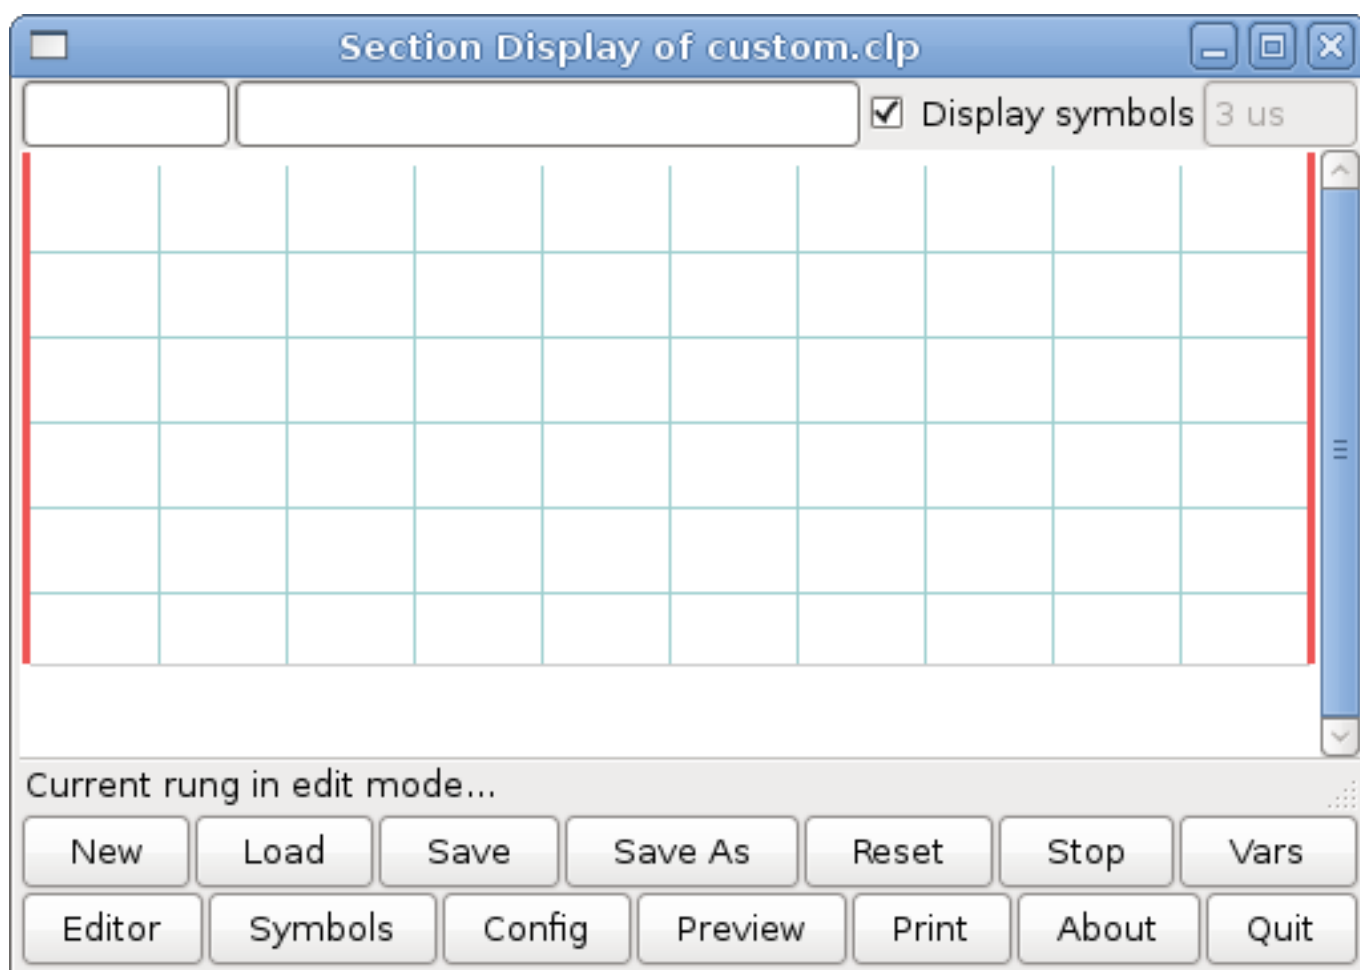 Section Display of custom.clp
Display symbols 3 us
Current rung in edit mode...
New Load Save Save As Reset Stop Vars
Editor Symbols Config Preview Print About Quit